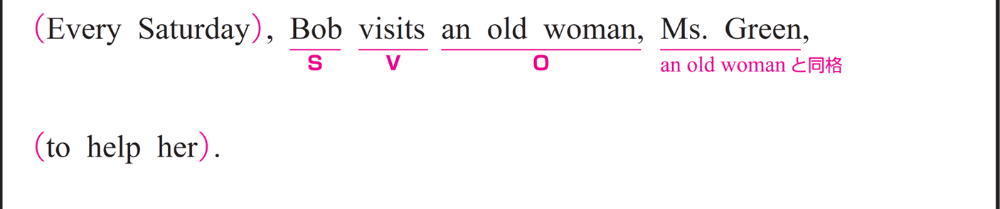 (Every Saturday), Bob visits an old woman, Ms. Green,
S V O an old woman と同格
(to help her).